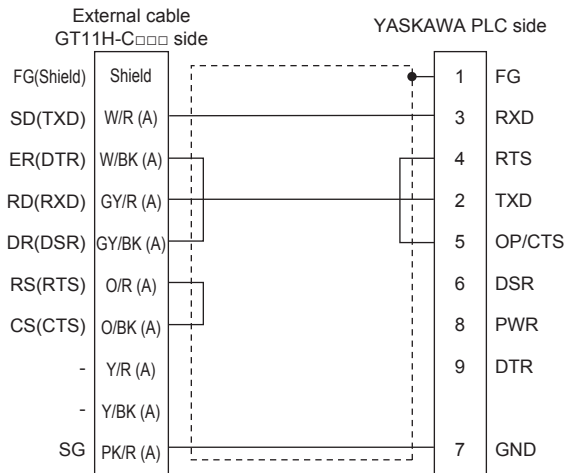 External cable
GT11H-C□□□ side
YASKAWA PLC side
FG(Shield) Shield 1 FG
SD(TXD) W/R (A) 3 RXD
ER(DTR) W/BK (A) 4 RTS
RD(RXD) GY/R (A) 2 TXD
DR(DSR) GY/BK (A) 5 OP/CTS
RS(RTS) O/R (A) 6 DSR
CS(CTS) O/BK (A) 8 PWR
- Y/R (A) 9 DTR
- Y/BK (A)
SG PK/R (A) 7 GND